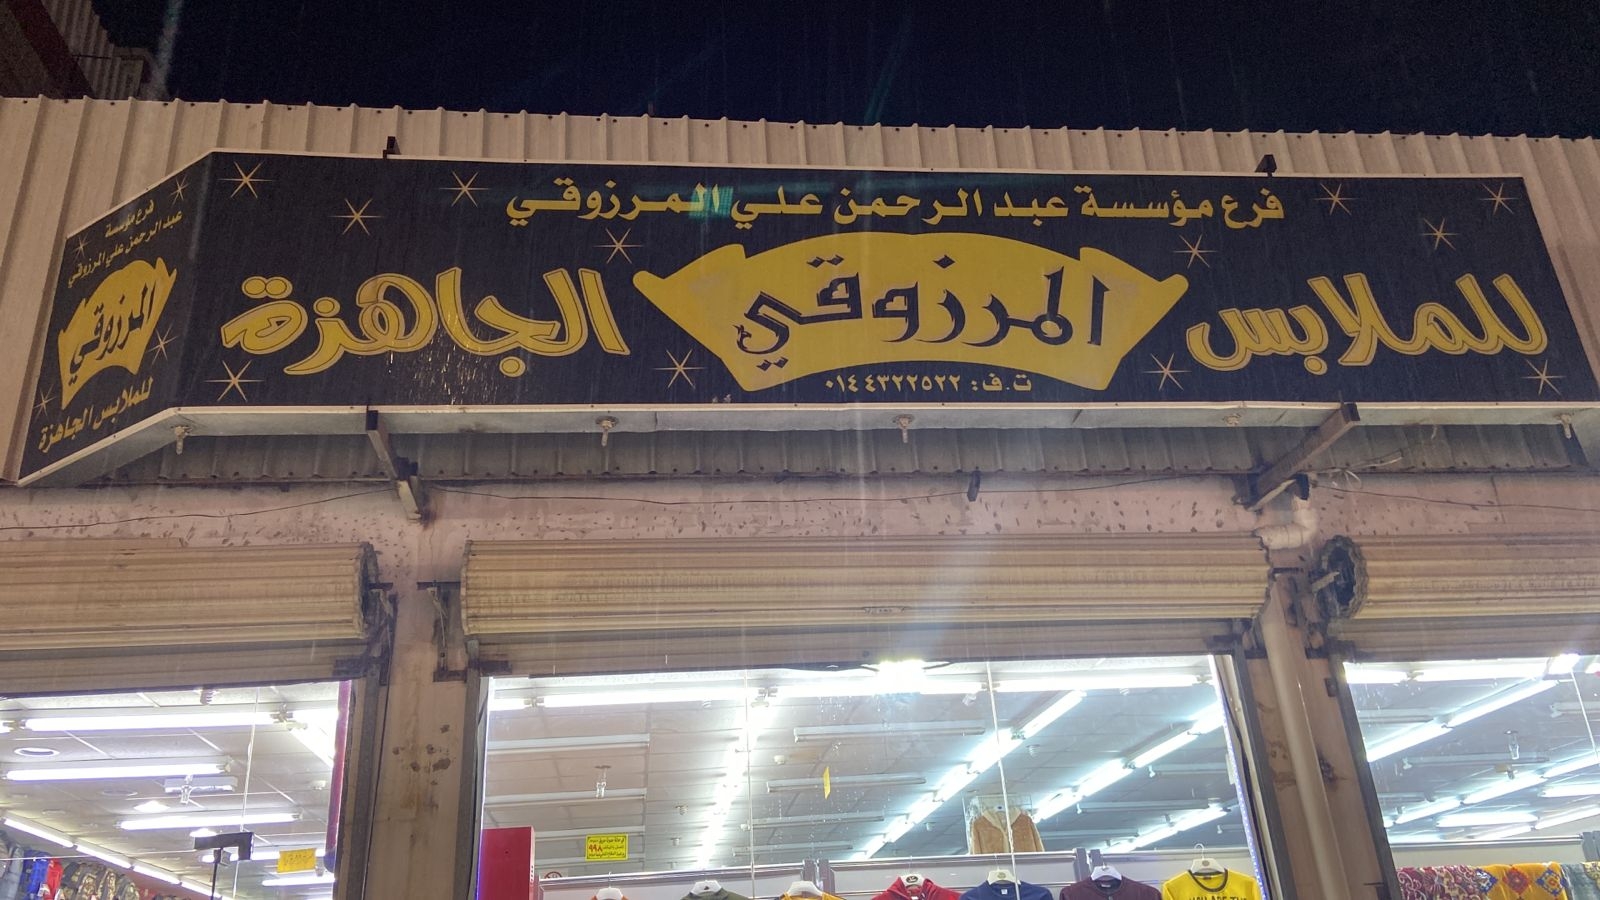 فرع مؤسسة عبد الرحمن علي المرزوقي
للملابس المرزوقي الجاهزة
ت.ف: ٠١٤٤٣٢٢٥٢٢
فرع مؤسسة
عبد الرحمن علي المرزوقي
المرزوقي
للملابس الجاهزة
٩٩٨